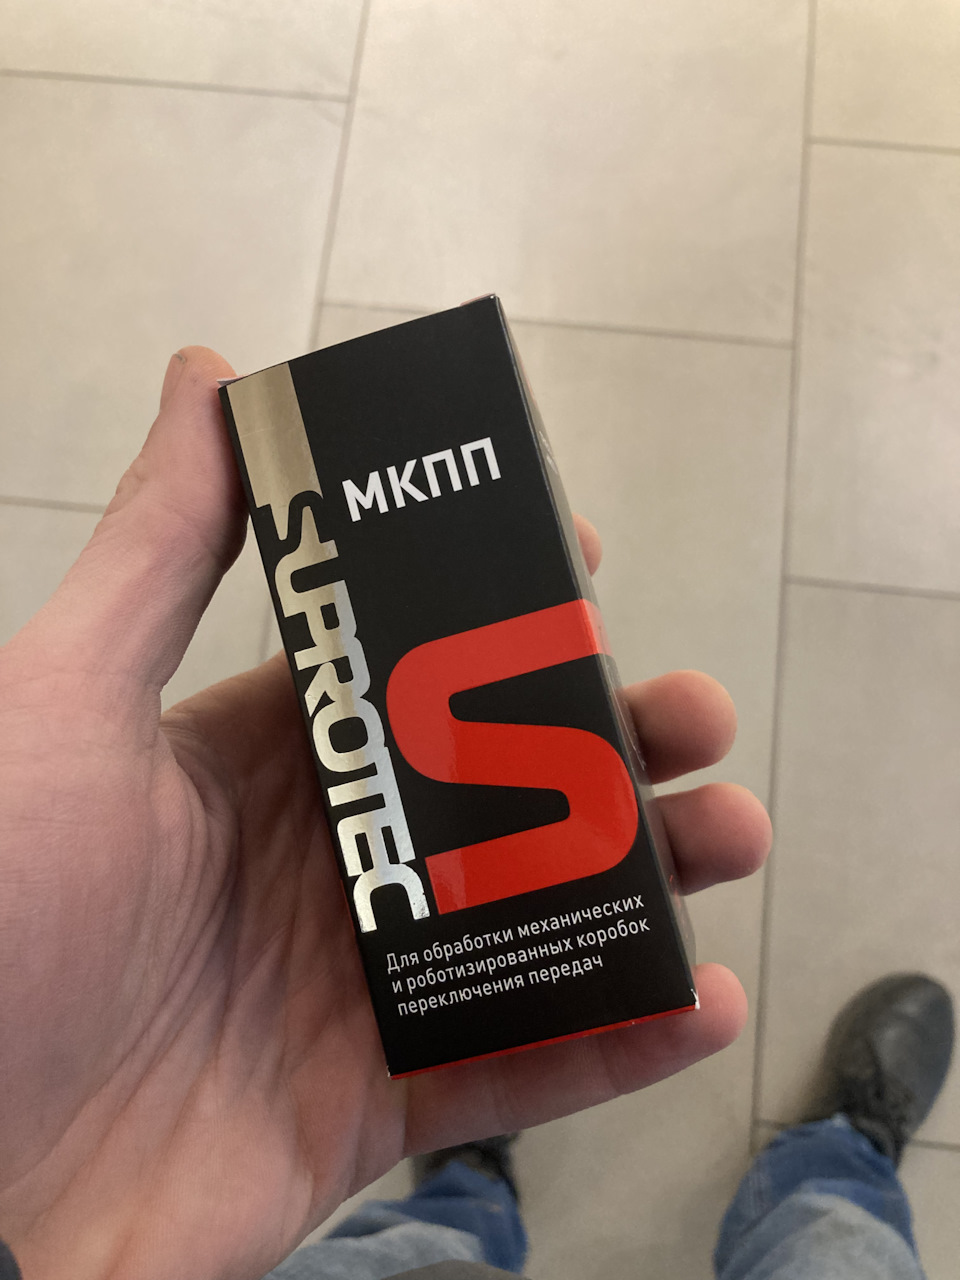 МКПП
SUPROTEC
Для обработки механических
и роботизированных коробок
переключения передач